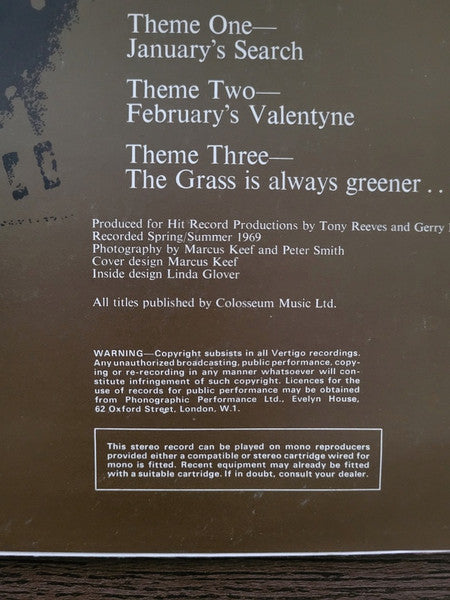 Theme One—
January's Search
Theme Two—
February's Valentyne
Theme Three—
The Grass is always greener . .
Produced for Hit Record Productions by Tony Reeves and Gerry
Recorded Spring/Summer 1969
Photography by Marcus Keef and Peter Smith
Cover design Marcus Keef
Inside design Linda Glover
All titles published by Colosseum Music Ltd.
WARNING—Copyright subsists in all Vertigo recordings.
Any unauthorized broadcasting, public performance, copy-
ing or re-recording in any manner whatsoever will con-
stitute infringement of such copyright. Licences for the
use of records for public performance may be obtained
from Phonographic Performance Ltd., Evelyn House,
62 Oxford Street, London, W.1.
This stereo record can be played on mono reproducers
provided either a compatible or stereo cartridge wired for
mono is fitted. Recent equipment may already be fitted
with a suitable cartridge. If in doubt, consult your dealer.